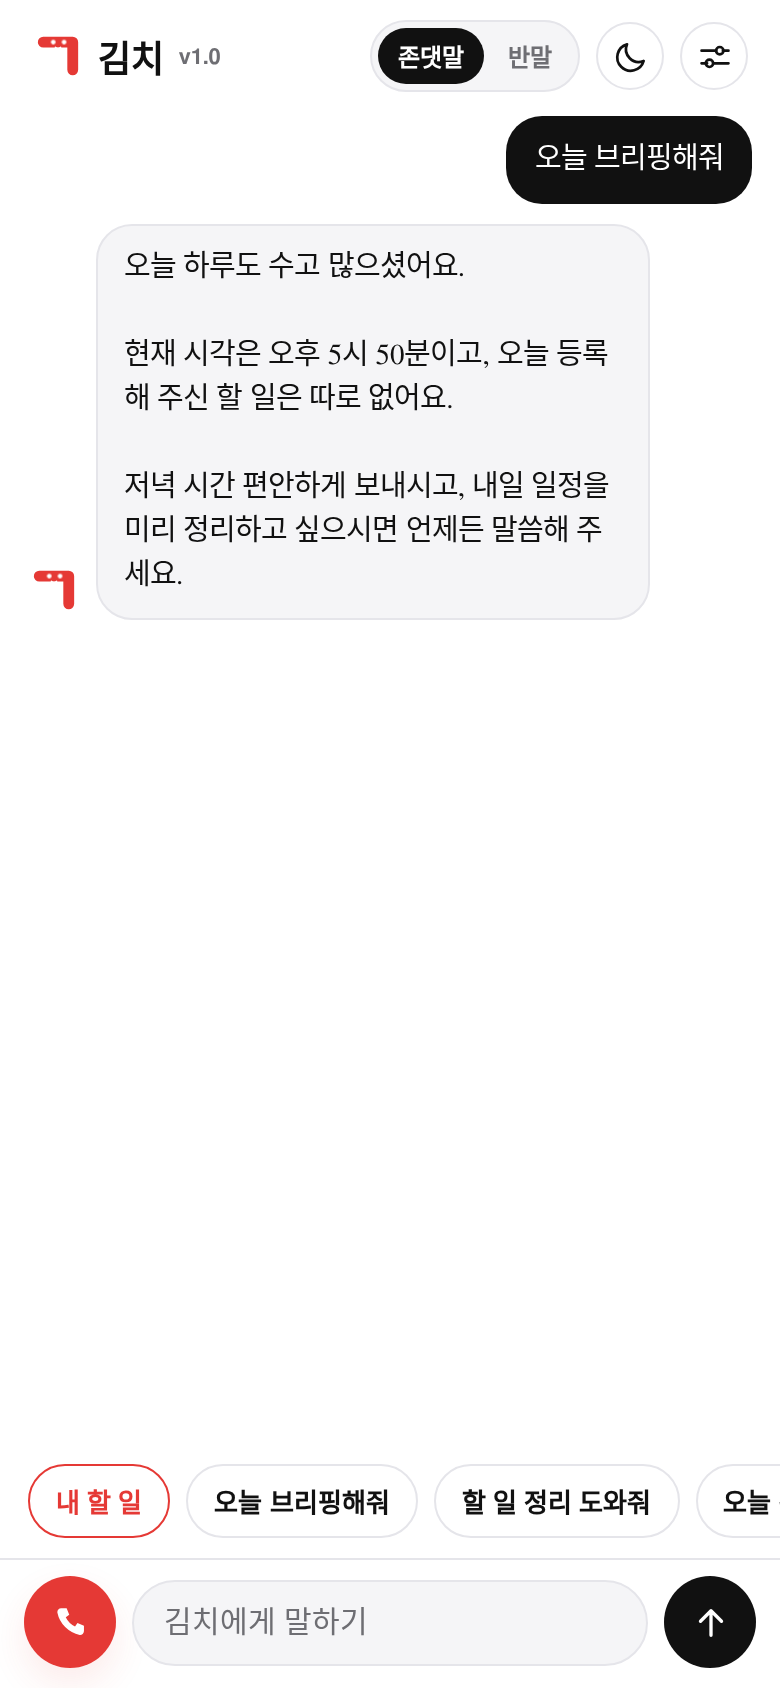 김치 v1.0
존댓말 반말
오늘 브리핑해줘
오늘 하루도 수고 많으셨어요.
현재 시각은 오후 5시 50분이고, 오늘 등록
해 주신 할 일은 따로 없어요.
저녁 시간 편안하게 보내시고, 내일 일정을
미리 정리하고 싶으시면 언제든 말씀해 주
세요.
내 할 일 오늘 브리핑해줘 할 일 정리 도와줘 오늘
김치에게 말하기